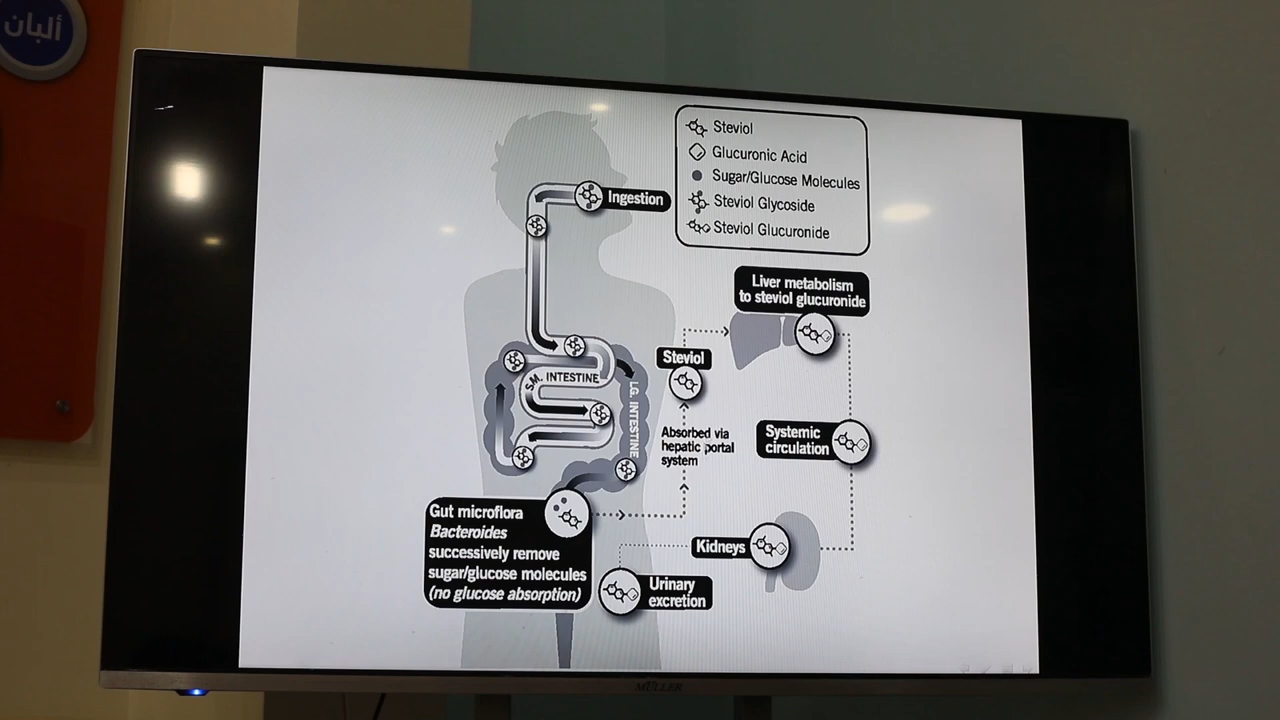 ألبان
Steviol
Glucuronic Acid
Sugar/Glucose Molecules
Steviol Glycoside
Steviol Glucuronide
Ingestion
Liver metabolism
to steviol glucuronide
Steviol
S.M. INTESTINE
LG. INTESTINE
Absorbed via
hepatic portal
system
Systemic
circulation
Gut microflora
Bacteroides
successively remove
sugar/glucose molecules
(no glucose absorption)
Kidneys
Urinary
excretion
MÜLLER